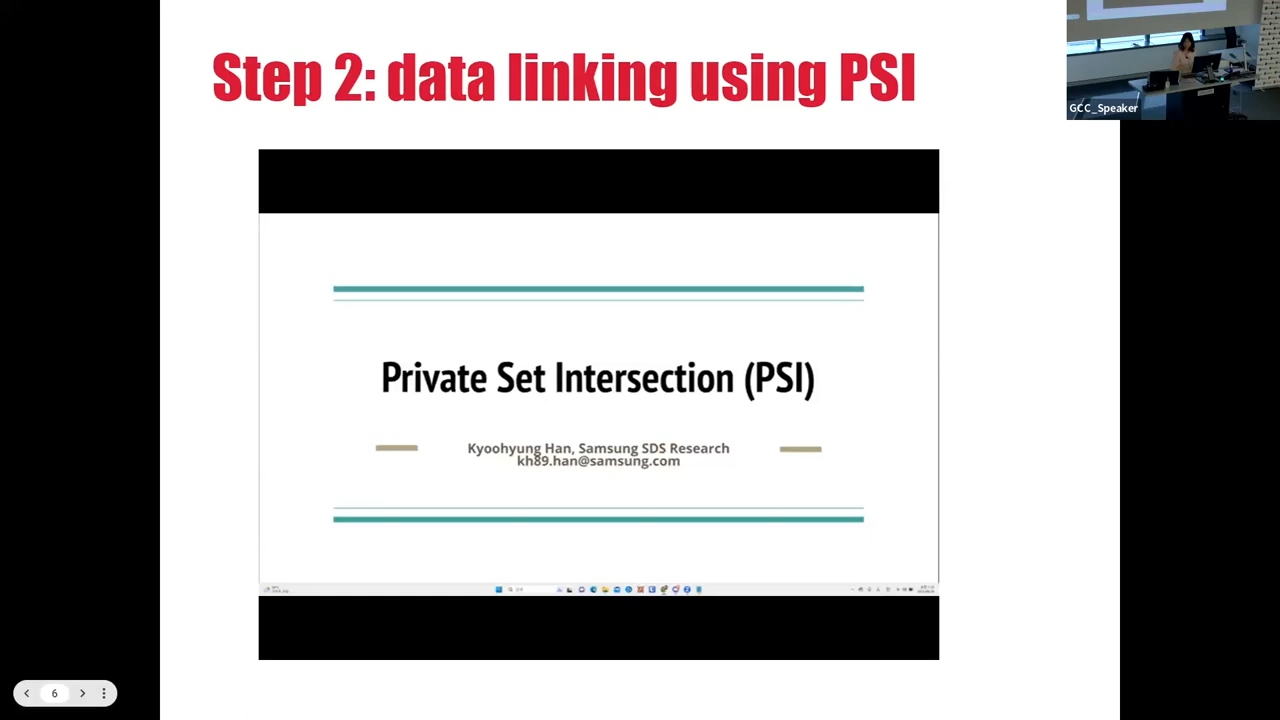 Step 2: data linking using PSI
GCC_Speaker
Private Set Intersection (PSI)
Kyoohyung Han, Samsung SDS Research
kh89.han@samsung.com
6